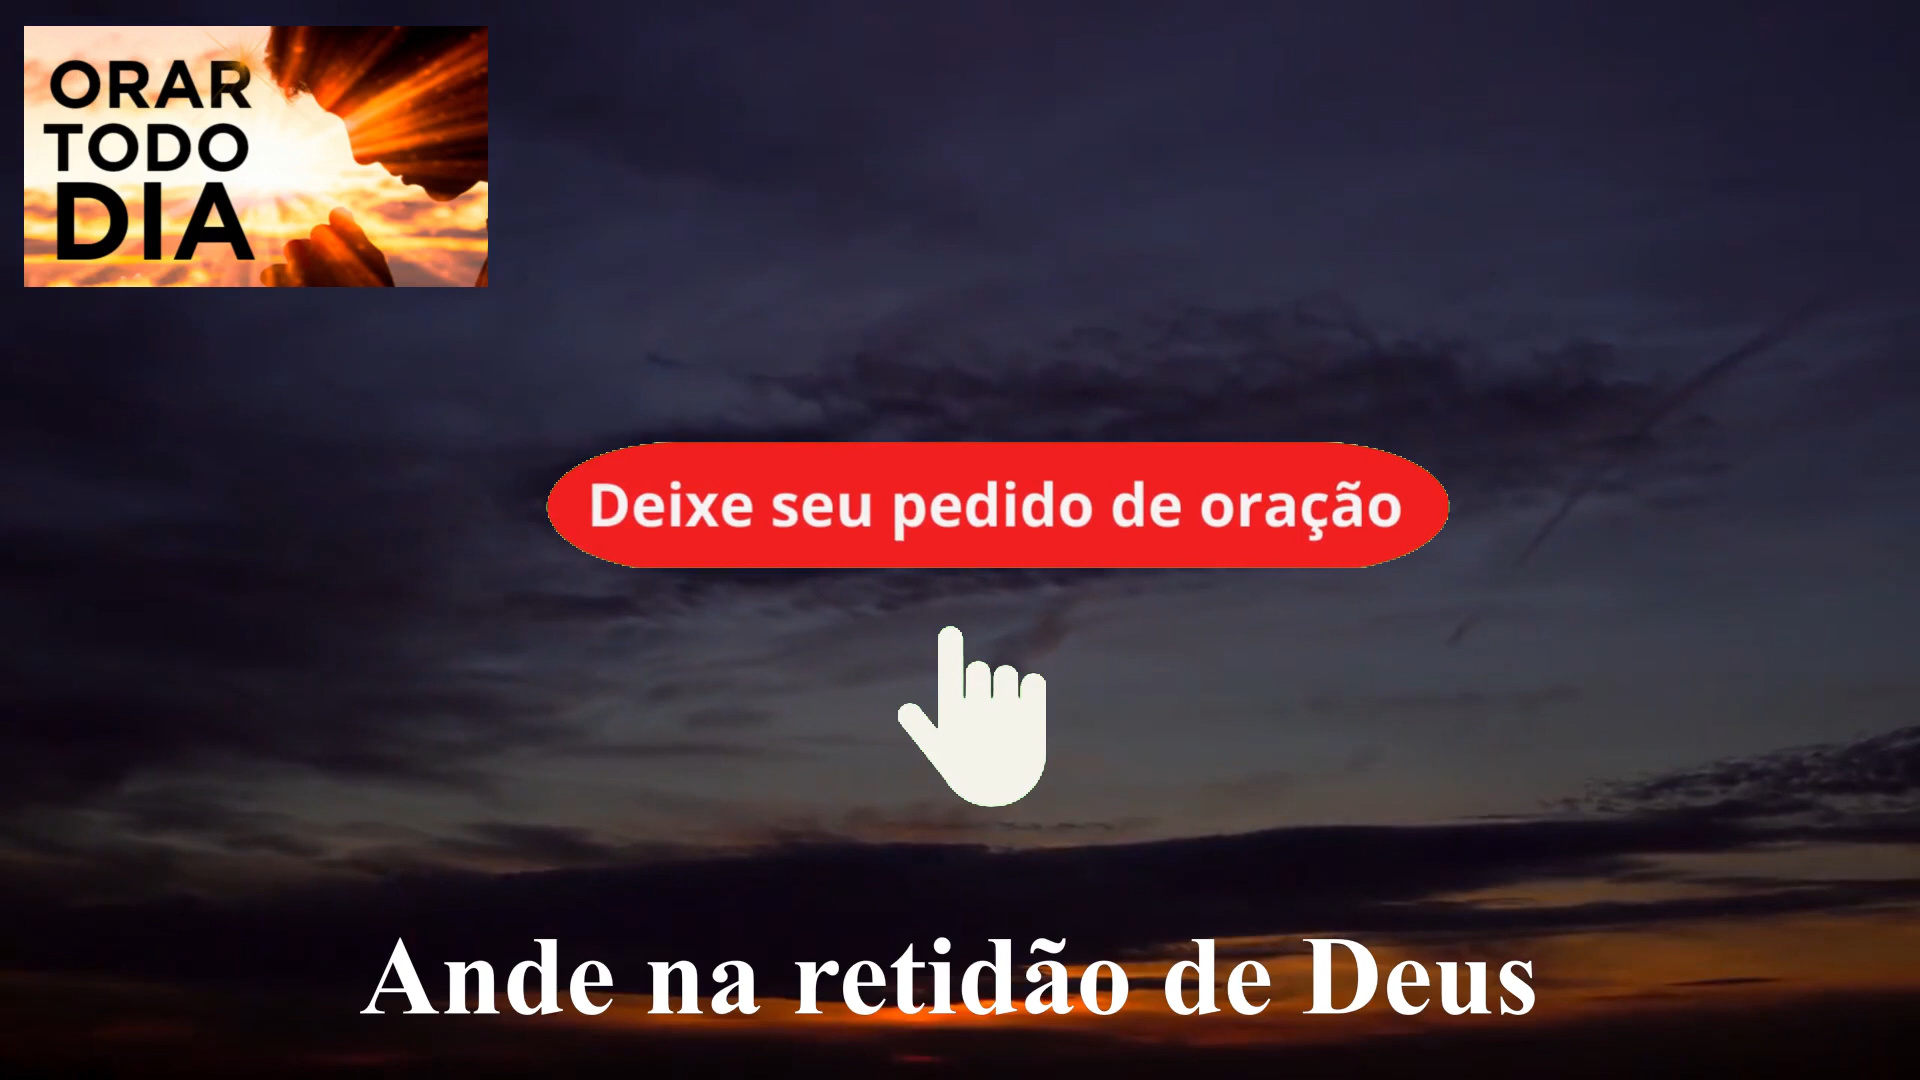 ORAR
TODO
DIA
Deixe seu pedido de oração
Ande na retidão de Deus